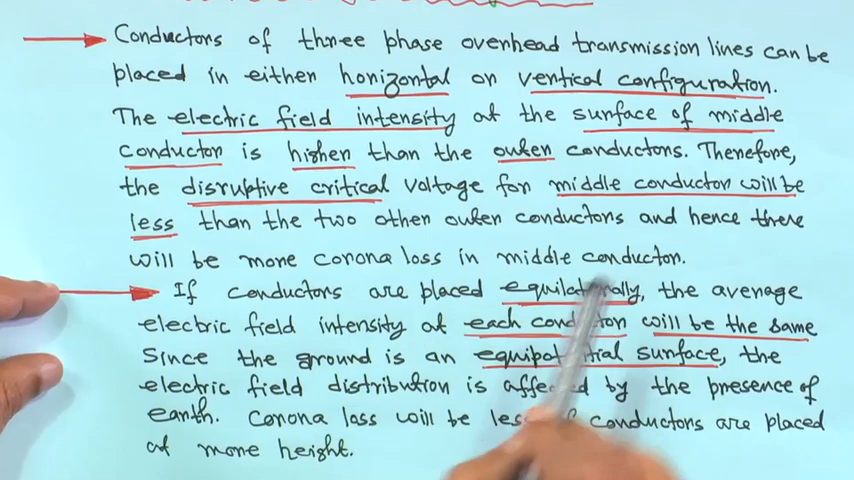 Conductors of three phase overhead transmission lines can be
placed in either horizontal or vertical configuration.
The electric field intensity at the surface of middle
conductor is higher than the outer conductors. Therefore,
the disruptive critical voltage for middle conductor will be
less than the two other outer conductors and hence there
will be more corona loss in middle conductor.
If conductors are placed equilaterally, the average
electric field intensity at each conductor will be the same
Since the ground is an equipotential surface, the
electric field distribution is affected by the presence of
earth. Corona loss will be less if conductors are placed
at more height.